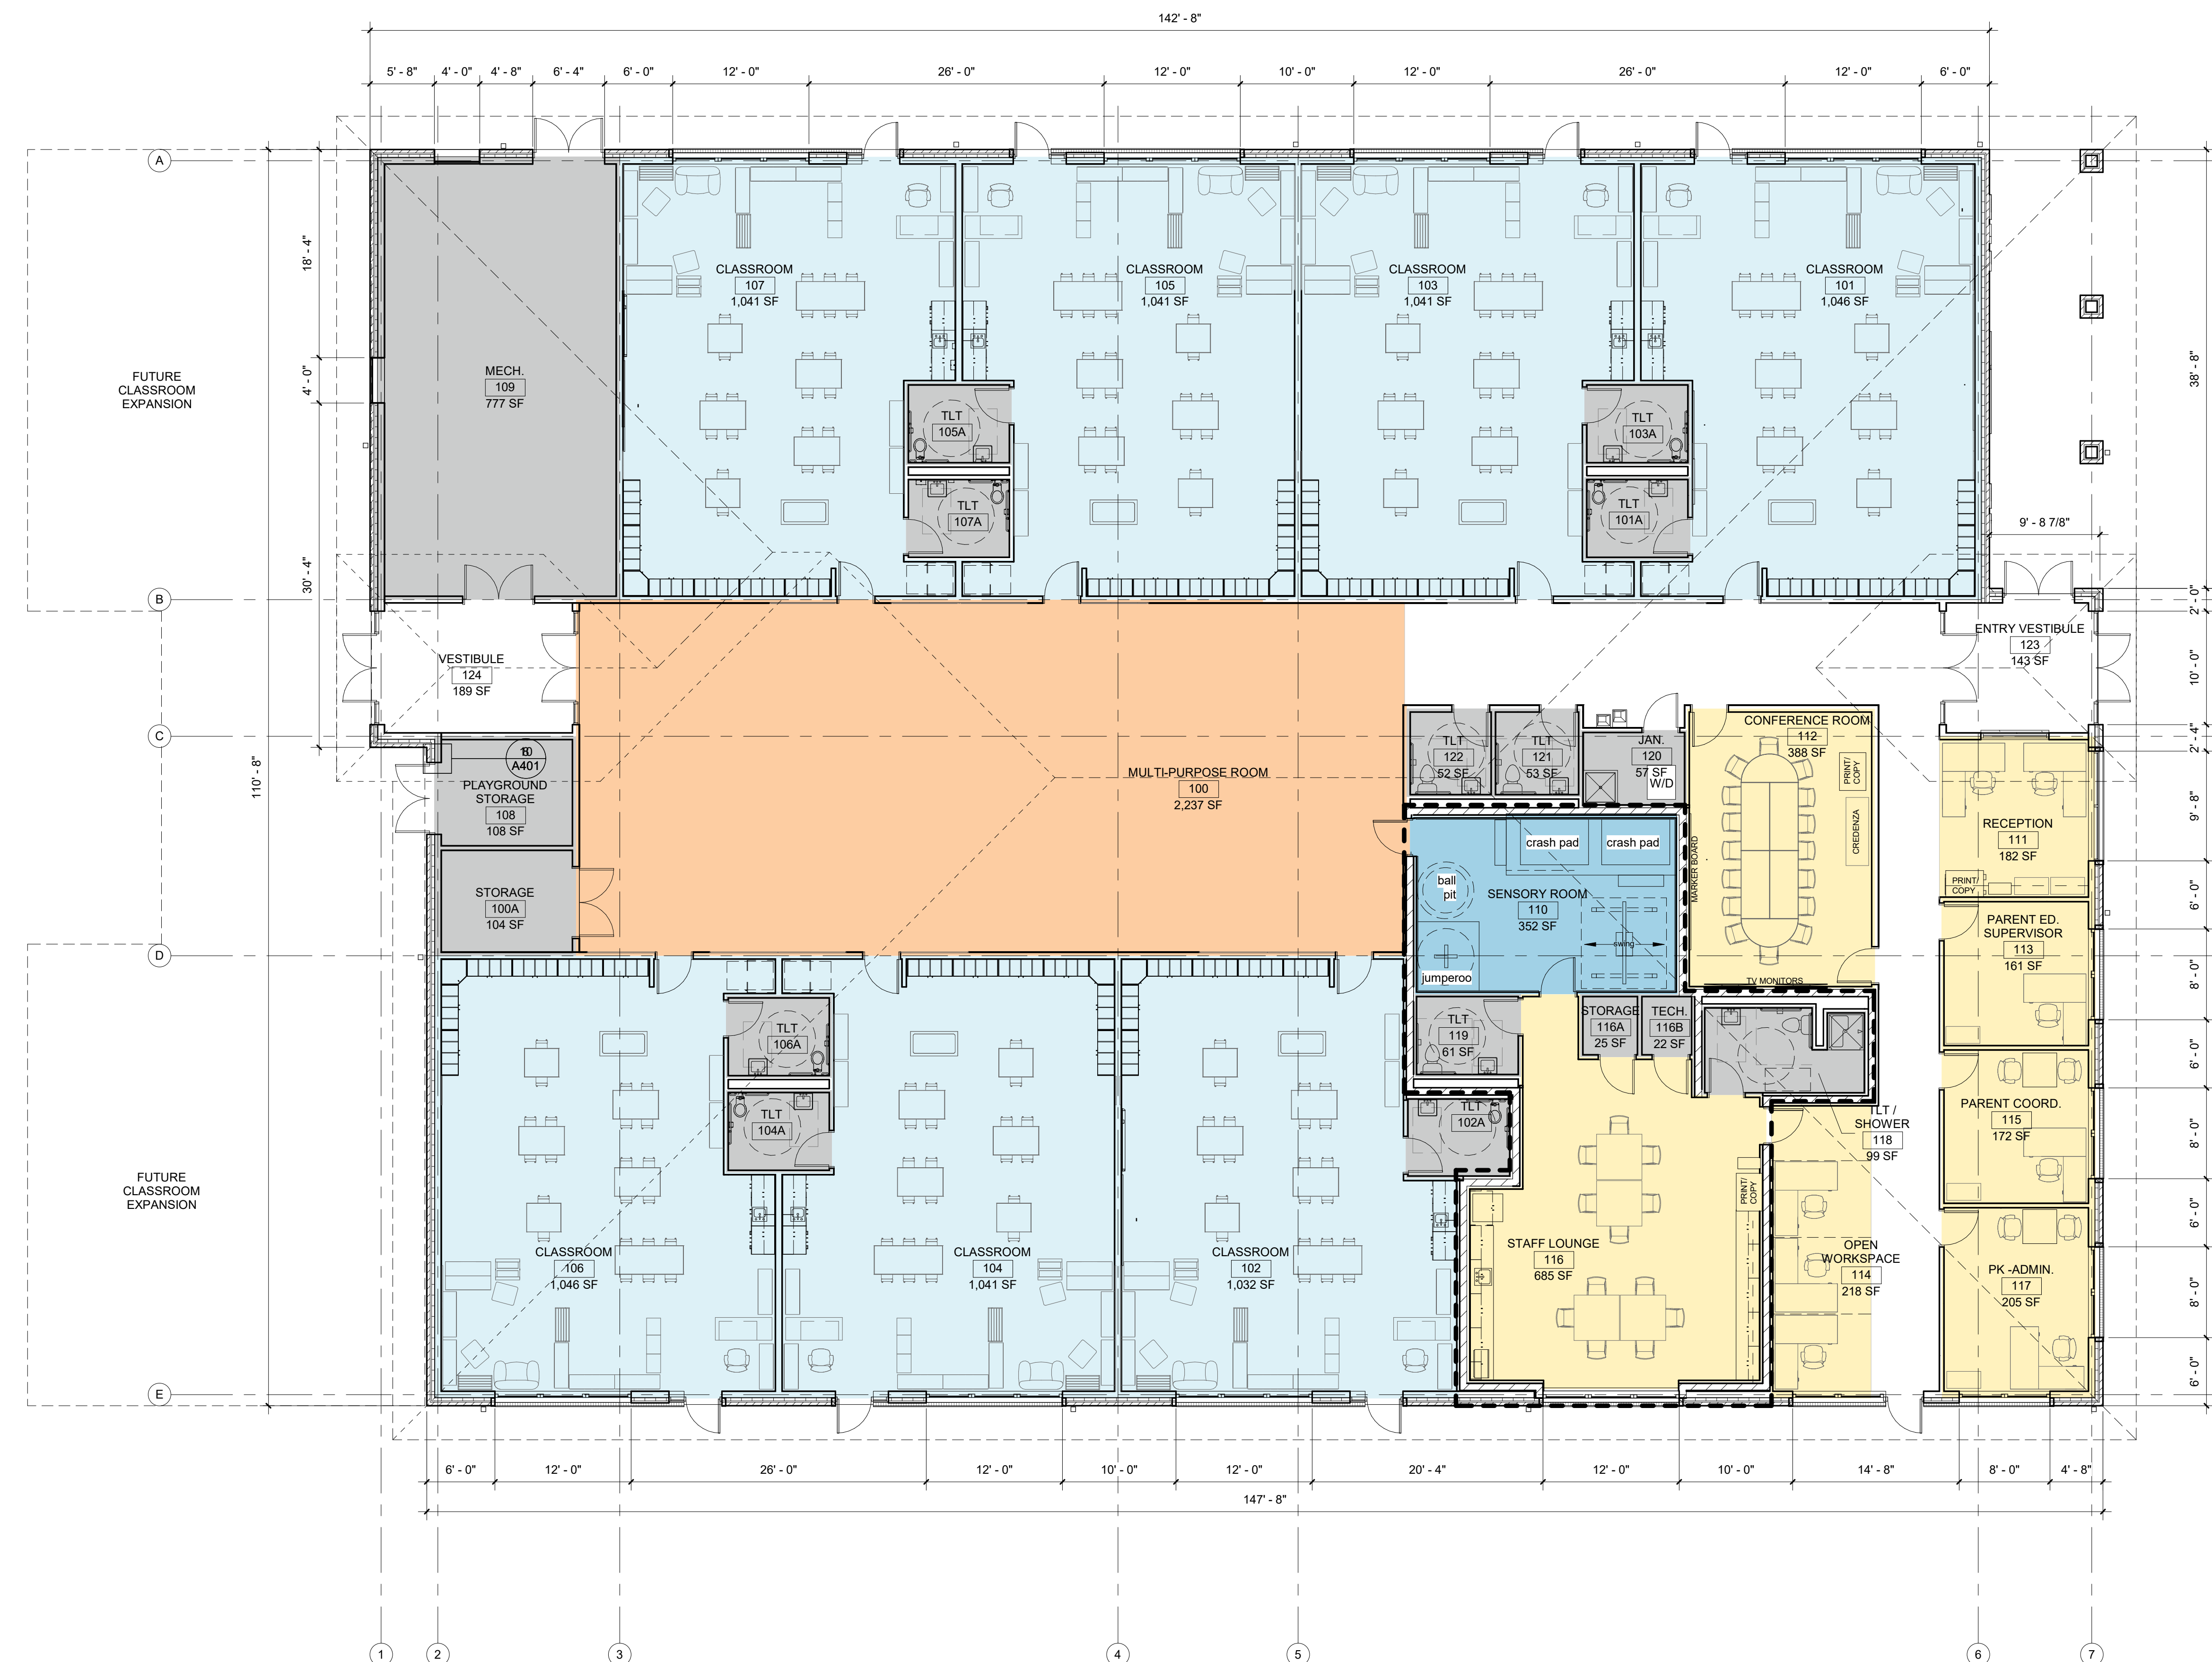 142' - 8"
5' - 8"
4' - 0"
4' - 8"
6' - 4"
6' - 0"
12' - 0"
26' - 0"
12' - 0"
10' - 0"
12' - 0"
26' - 0"
12' - 0"
6' - 0"
A
B
C
D
E
FUTURE
CLASSROOM
EXPANSION
FUTURE
CLASSROOM
EXPANSION
110' - 8"
18' - 4"
4' - 0"
30' - 4"
MECH.
109
777 SF
CLASSROOM
107
1,041 SF
CLASSROOM
105
1,041 SF
CLASSROOM
103
1,041 SF
CLASSROOM
101
1,046 SF
TLT
105A
TLT
107A
TLT
103A
TLT
101A
9' - 8 7/8"
38' - 8"
2' - 0"
10' - 0"
2' - 4"
9' - 8"
6' - 0"
8' - 0"
6' - 0"
8' - 0"
6' - 0"
8' - 0"
6' - 0"
VESTIBULE
124
189 SF
ENTRY VESTIBULE
123
143 SF
A401
PLAYGROUND
STORAGE
108
108 SF
STORAGE
100A
104 SF
MULTI-PURPOSE ROOM
100
2,237 SF
TLT
122
52 SF
TLT
121
53 SF
JAN.
120
57 SF
W/D
CONFERENCE ROOM
112
388 SF
PRINT/
COPY
CREDENZA
MARKER BOARD
TV MONITORS
RECEPTION
111
182 SF
PRINT/
COPY
crash pad
crash pad
ball
pit
SENSORY ROOM
110
352 SF
swing
jumperoo
PARENT ED.
SUPERVISOR
113
161 SF
TLT
119
61 SF
STORAGE
116A
25 SF
TECH.
116B
22 SF
TLT
106A
TLT
104A
TLT
102A
PARENT COORD.
115
172 SF
TLT /
SHOWER
118
99 SF
PRINT/
COPY
CLASSROOM
106
1,046 SF
CLASSROOM
104
1,041 SF
CLASSROOM
102
1,032 SF
STAFF LOUNGE
116
685 SF
OPEN
WORKSPACE
114
218 SF
PK -ADMIN.
117
205 SF
6' - 0"
12' - 0"
26' - 0"
12' - 0"
10' - 0"
12' - 0"
20' - 4"
12' - 0"
10' - 0"
14' - 8"
8' - 0"
4' - 8"
147' - 8"
1
2
3
4
5
6
7